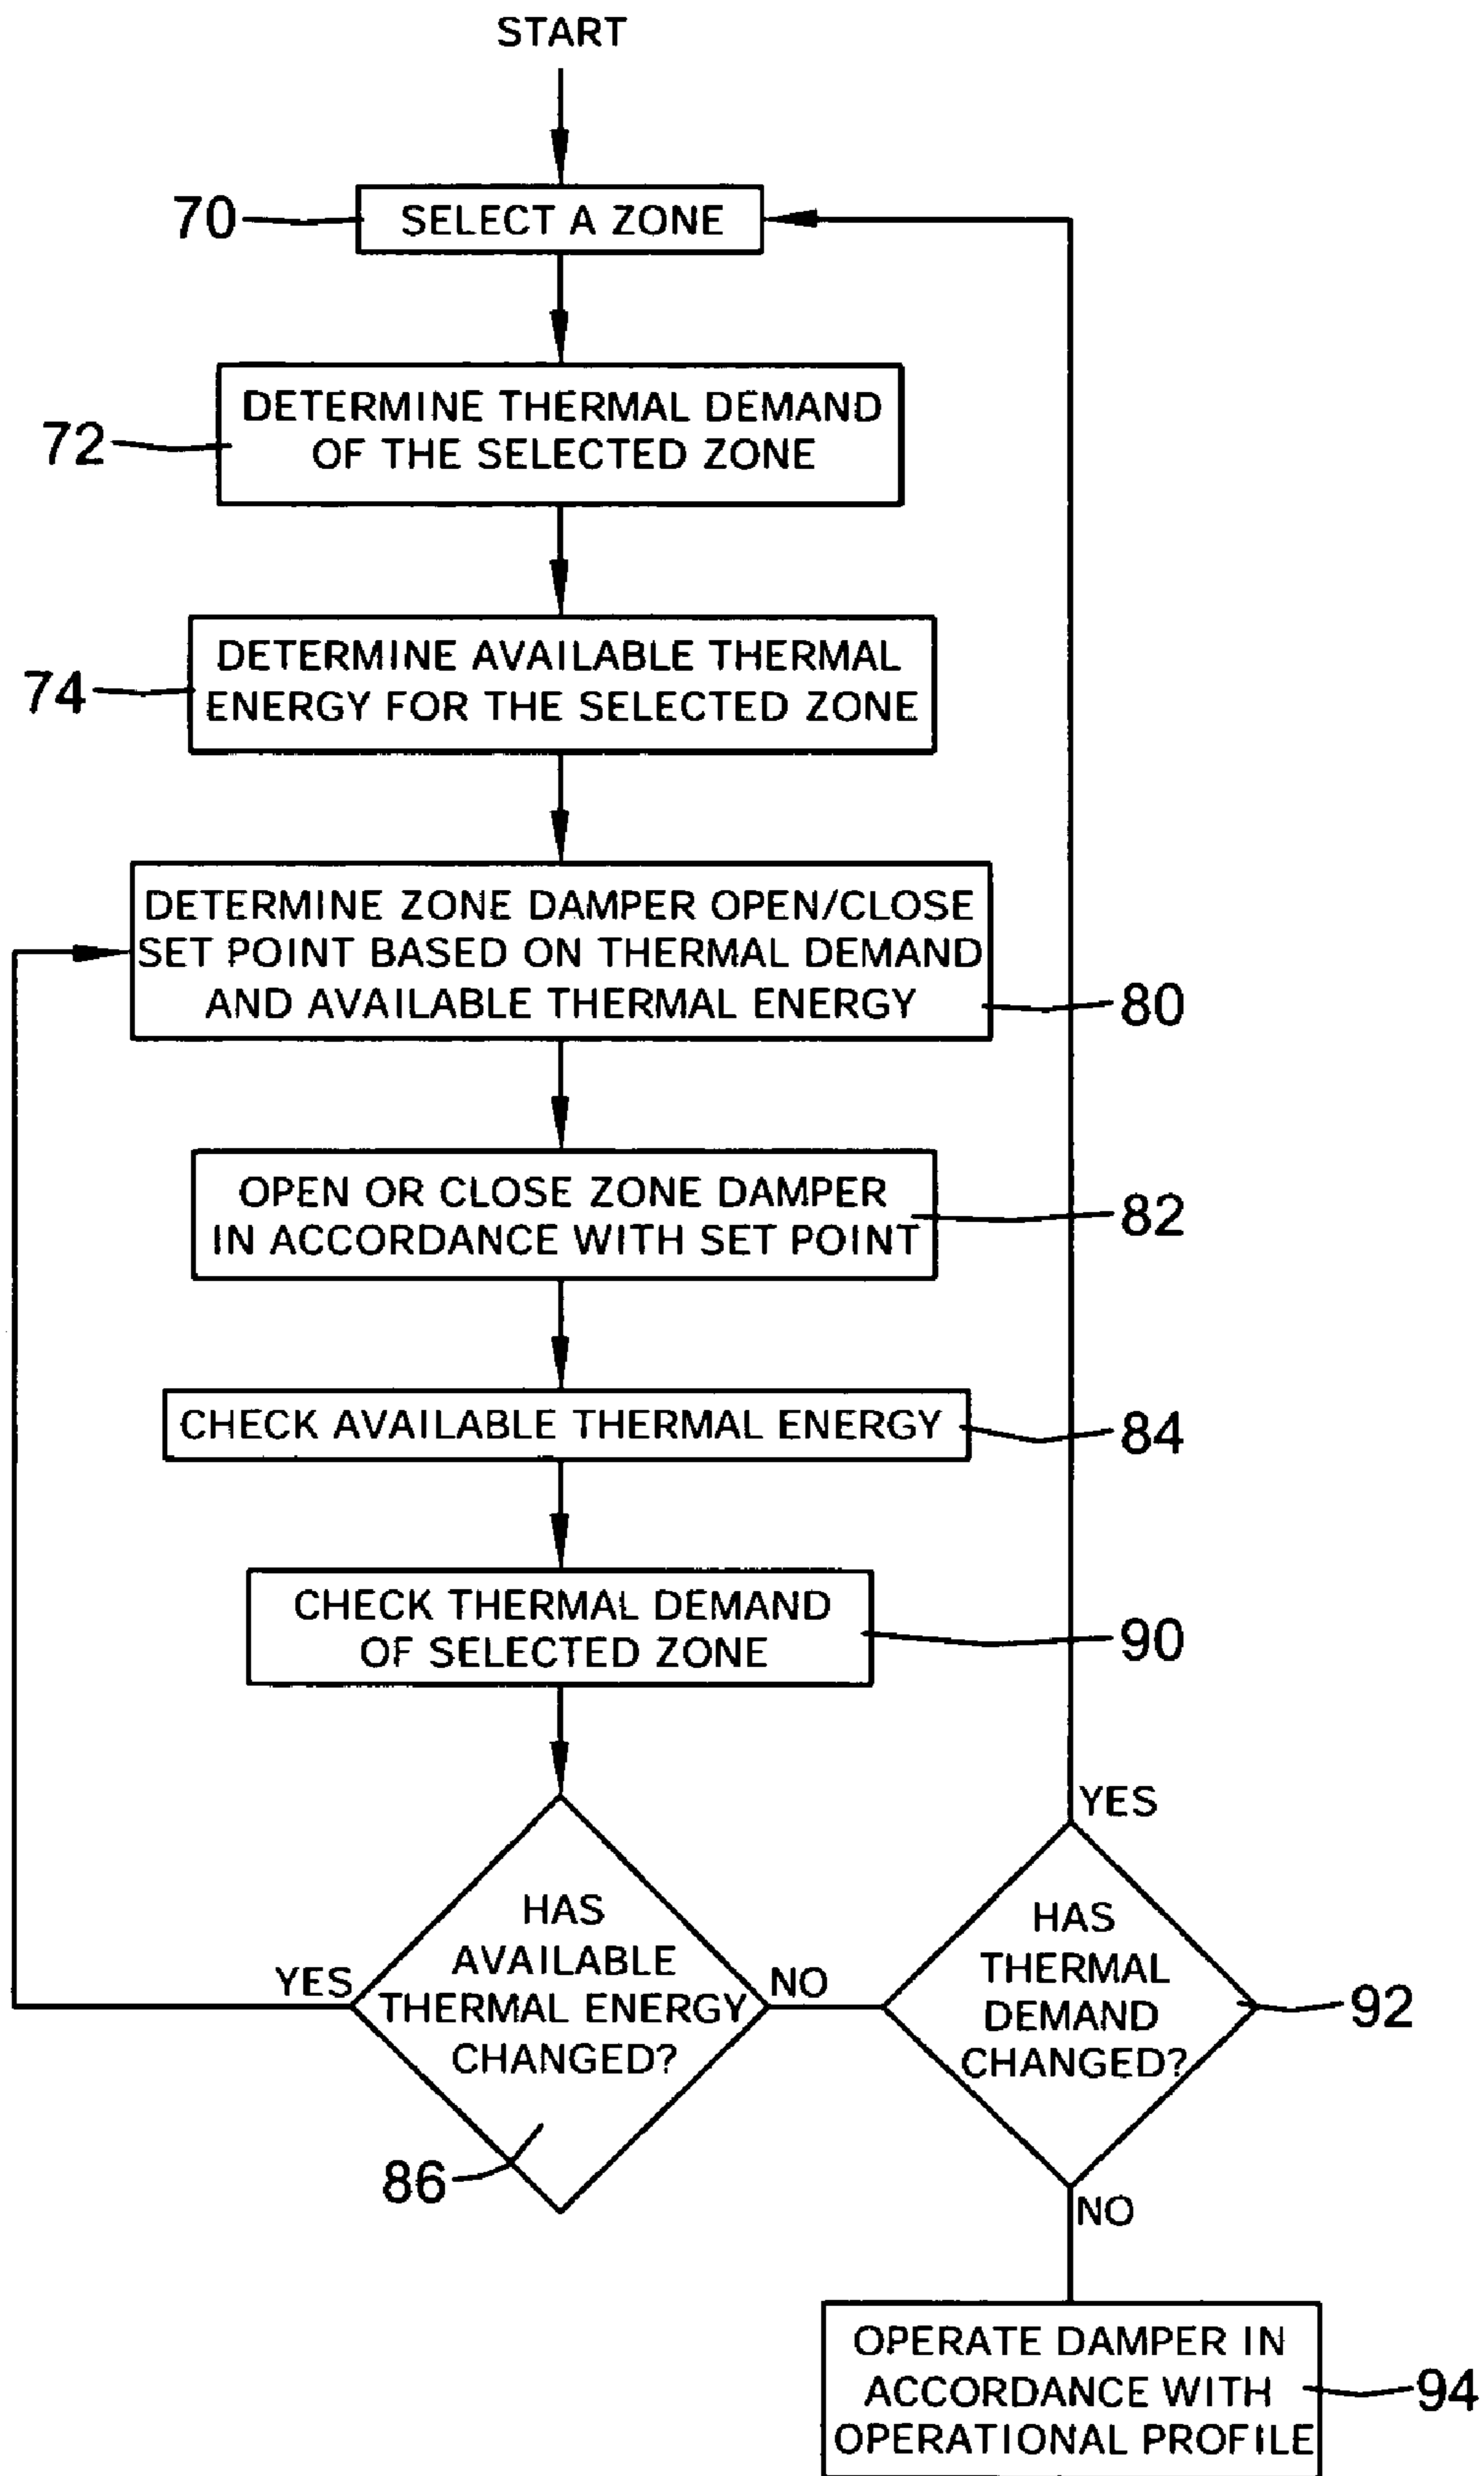 START
70
SELECT A ZONE
72
DETERMINE THERMAL DEMAND
OF THE SELECTED ZONE
74
DETERMINE AVAILABLE THERMAL
ENERGY FOR THE SELECTED ZONE
DETERMINE ZONE DAMPER OPEN/CLOSE
SET POINT BASED ON THERMAL DEMAND
AND AVAILABLE THERMAL ENERGY
80
OPEN OR CLOSE ZONE DAMPER
IN ACCORDANCE WITH SET POINT
82
CHECK AVAILABLE THERMAL ENERGY
84
CHECK THERMAL DEMAND
OF SELECTED ZONE
90
HAS
AVAILABLE
THERMAL ENERGY
CHANGED?
YES
NO
86
YES
HAS
THERMAL
DEMAND
CHANGED?
92
NO
OPERATE DAMPER IN
ACCORDANCE WITH
OPERATIONAL PROFILE
94